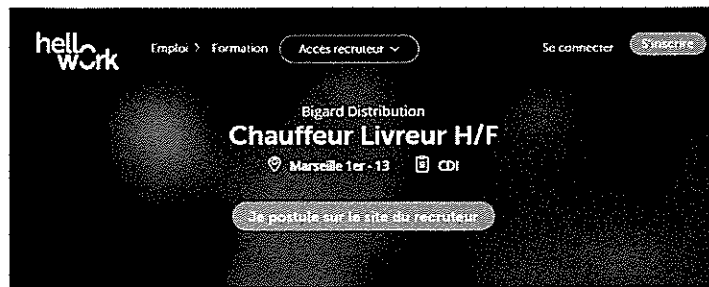 hellowork
Emploi > Formation Accès recruteur Se connecter S'inscrire
Bigard Distribution
Chauffeur Livreur H/F
Marseille 1er - 13 CDI
Je postule sur le site du recruteur